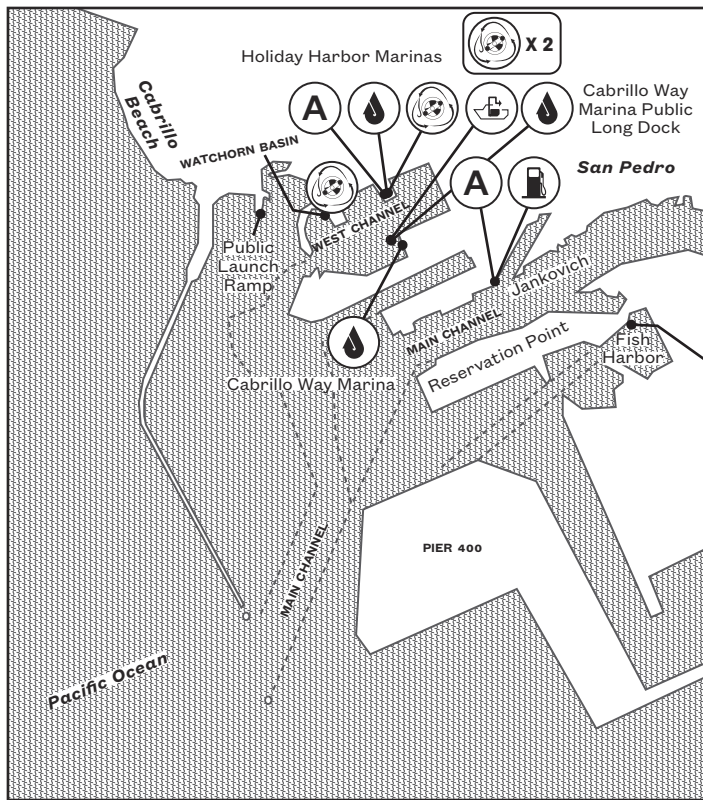 X 2
Holiday Harbor Marinas
Cabrillo
Beach
A
Cabrillo Way
Marina Public
Long Dock
WATCHORN BASIN
A
San Pedro
WEST CHANNEL
Public
Launch
Ramp
Jankovich
MAIN CHANNEL
Reservation Point
Fish
Harbor
Cabrillo Way Marina
PIER 400
MAIN CHANNEL
Pacific Ocean